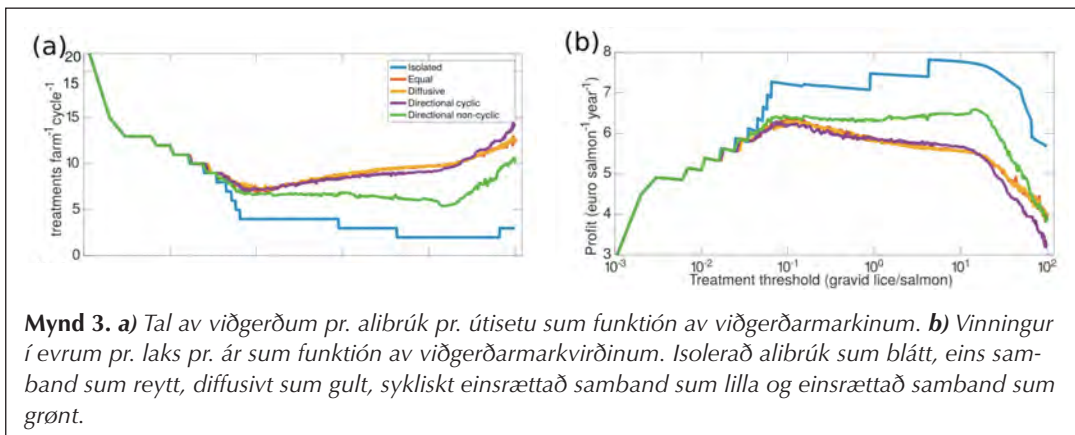 (a)
(b)
20
15
15
10
5
0
treatments farm⁻¹cycle⁻¹
Isolated
Equal
Diffusive
Directional cyclic
Directional non-cyclic
8
7
6
5
4
3
Profit (euro salmon⁻¹ year⁻¹)
10⁻³ 10⁻² 10⁻¹ 10⁰ 10¹ 10²
Treatment threshold (gravid lice/salmon)
Mynd 3. a) Tal av viðgerðum pr. alibrúk pr. útisetu sum funktión av viðgerðarmarkinum. b) Vinningur
í evrum pr. laks pr. ár sum funktión av viðgerðarmarkvirðinum. Isolerað alibrúk sum blátt, eins sam-
band sum reytt, diffusivt sum gult, sykliskt einsrættað samband sum lilla og einsrættað samband sum
grønt.